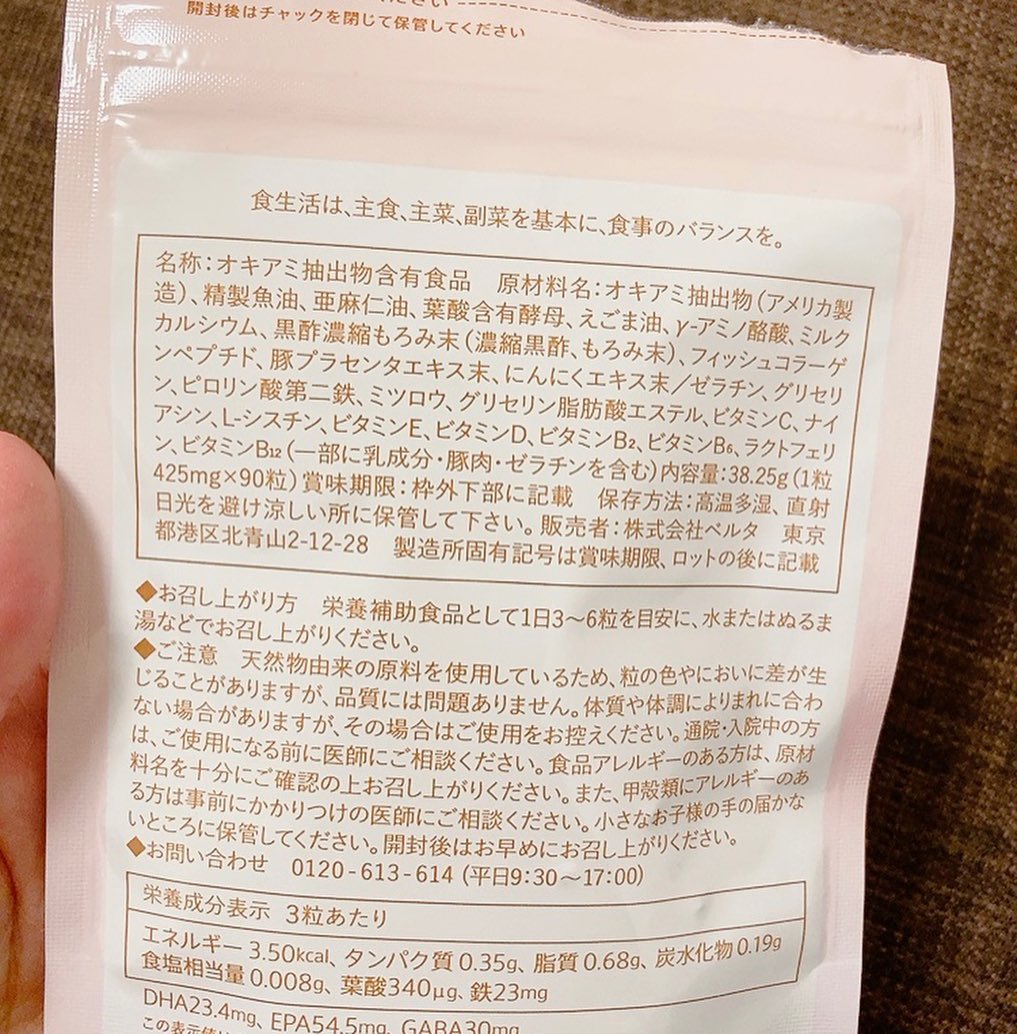 ください
開封後はチャックを閉じて保管してください
食生活は、主食、主菜、副菜を基本に、食事のバランスを。
名称:オキアミ抽出物含有食品 原材料名:オキアミ抽出物(アメリカ製
造)、精製魚油、亜麻仁油、葉酸含有酵母、えごま油、γ-アミノ酪酸、ミルク
カルシウム、黒酢濃縮もろみ末(濃縮黒酢、もろみ末)、フィッシュコラーゲ
ンペプチド、豚プラセンタエキス末、にんにくエキス末/ゼラチン、グリセリ
ン、ピロリン酸第二鉄、ミツロウ、グリセリン脂肪酸エステル、ビタミンC、ナイ
アシン、L-シスチン、ビタミンE、ビタミンD、ビタミンB₂、ビタミンB₆、ラクトフェリ
ン、ビタミンB₁₂(一部に乳成分・豚肉・ゼラチンを含む)内容量:38.25g(1粒
425mg×90粒)賞味期限:枠外下部に記載 保存方法:高温多湿、直射
日光を避け涼しい所に保管して下さい。販売者:株式会社ベルタ 東京
都港区北青山2-12-28 製造所固有記号は賞味期限、ロットの後に記載
◆お召し上がり方 栄養補助食品として1日3〜6粒を目安に、水またはぬるま
湯などでお召し上がりください。
◆ご注意 天然物由来の原料を使用しているため、粒の色やにおいに差が生
じることがありますが、品質には問題ありません。体質や体調によりまれに合わ
ない場合がありますが、その場合はご使用をお控えください。通院・入院中の方
は、ご使用になる前に医師にご相談ください。食品アレルギーのある方は、原材
料名を十分にご確認の上お召し上がりください。また、甲殻類にアレルギーのあ
る方は事前にかかりつけの医師にご相談ください。小さなお子様の手の届かな
いところに保管してください。開封後はお早めにお召し上がりください。
◆お問い合わせ 0120-613-614 (平日9:30〜17:00)
栄養成分表示 3粒あたり
エネルギー 3.50kcal、タンパク質 0.35g、脂質 0.68g、炭水化物 0.19g
食塩相当量 0.008g、葉酸340μg、鉄23mg
DHA23.4mg、EPA54.5mg、GABA30mg
この表示値は